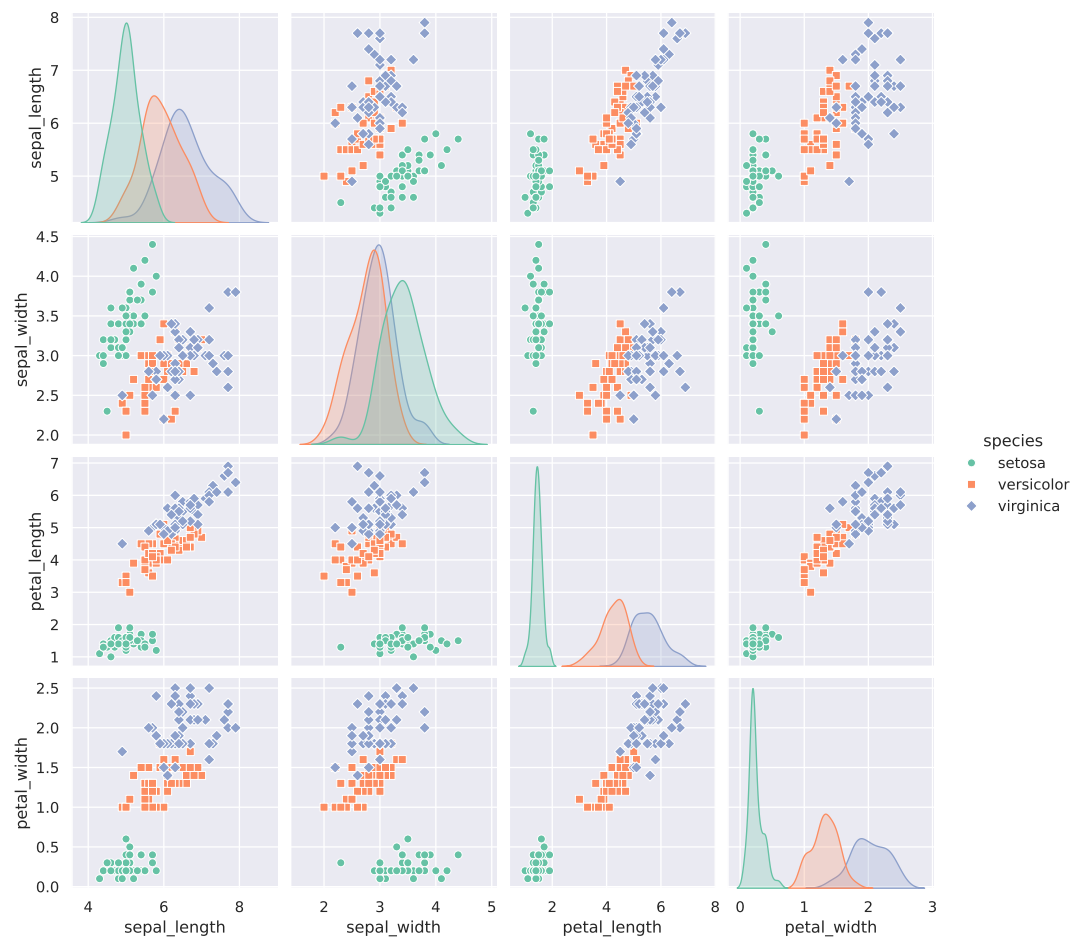 sepal_length
8
7
6
5
sepal_width
4.5
4.0
3.5
3.0
2.5
2.0
petal_length
7
6
5
4
3
2
1
petal_width
2.5
2.0
1.5
1.0
0.5
0.0
4 6 8
sepal_length
2 3 4 5
sepal_width
2 4 6 8
petal_length
0 1 2 3
petal_width
species
setosa
versicolor
virginica